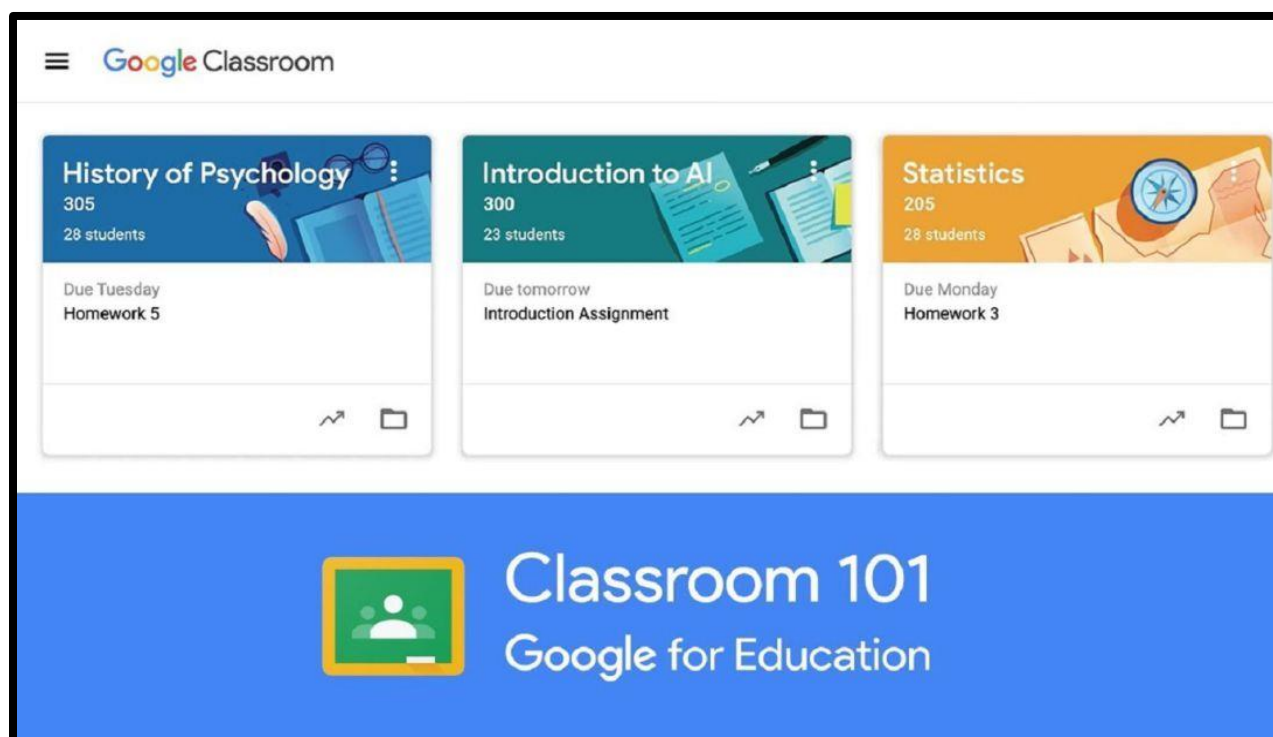 Google Classroom
History of Psychology
305
28 students
Due Tuesday
Homework 5
Introduction to AI
300
23 students
Due tomorrow
Introduction Assignment
Statistics
205
28 students
Due Monday
Homework 3
Classroom 101
Google for Education